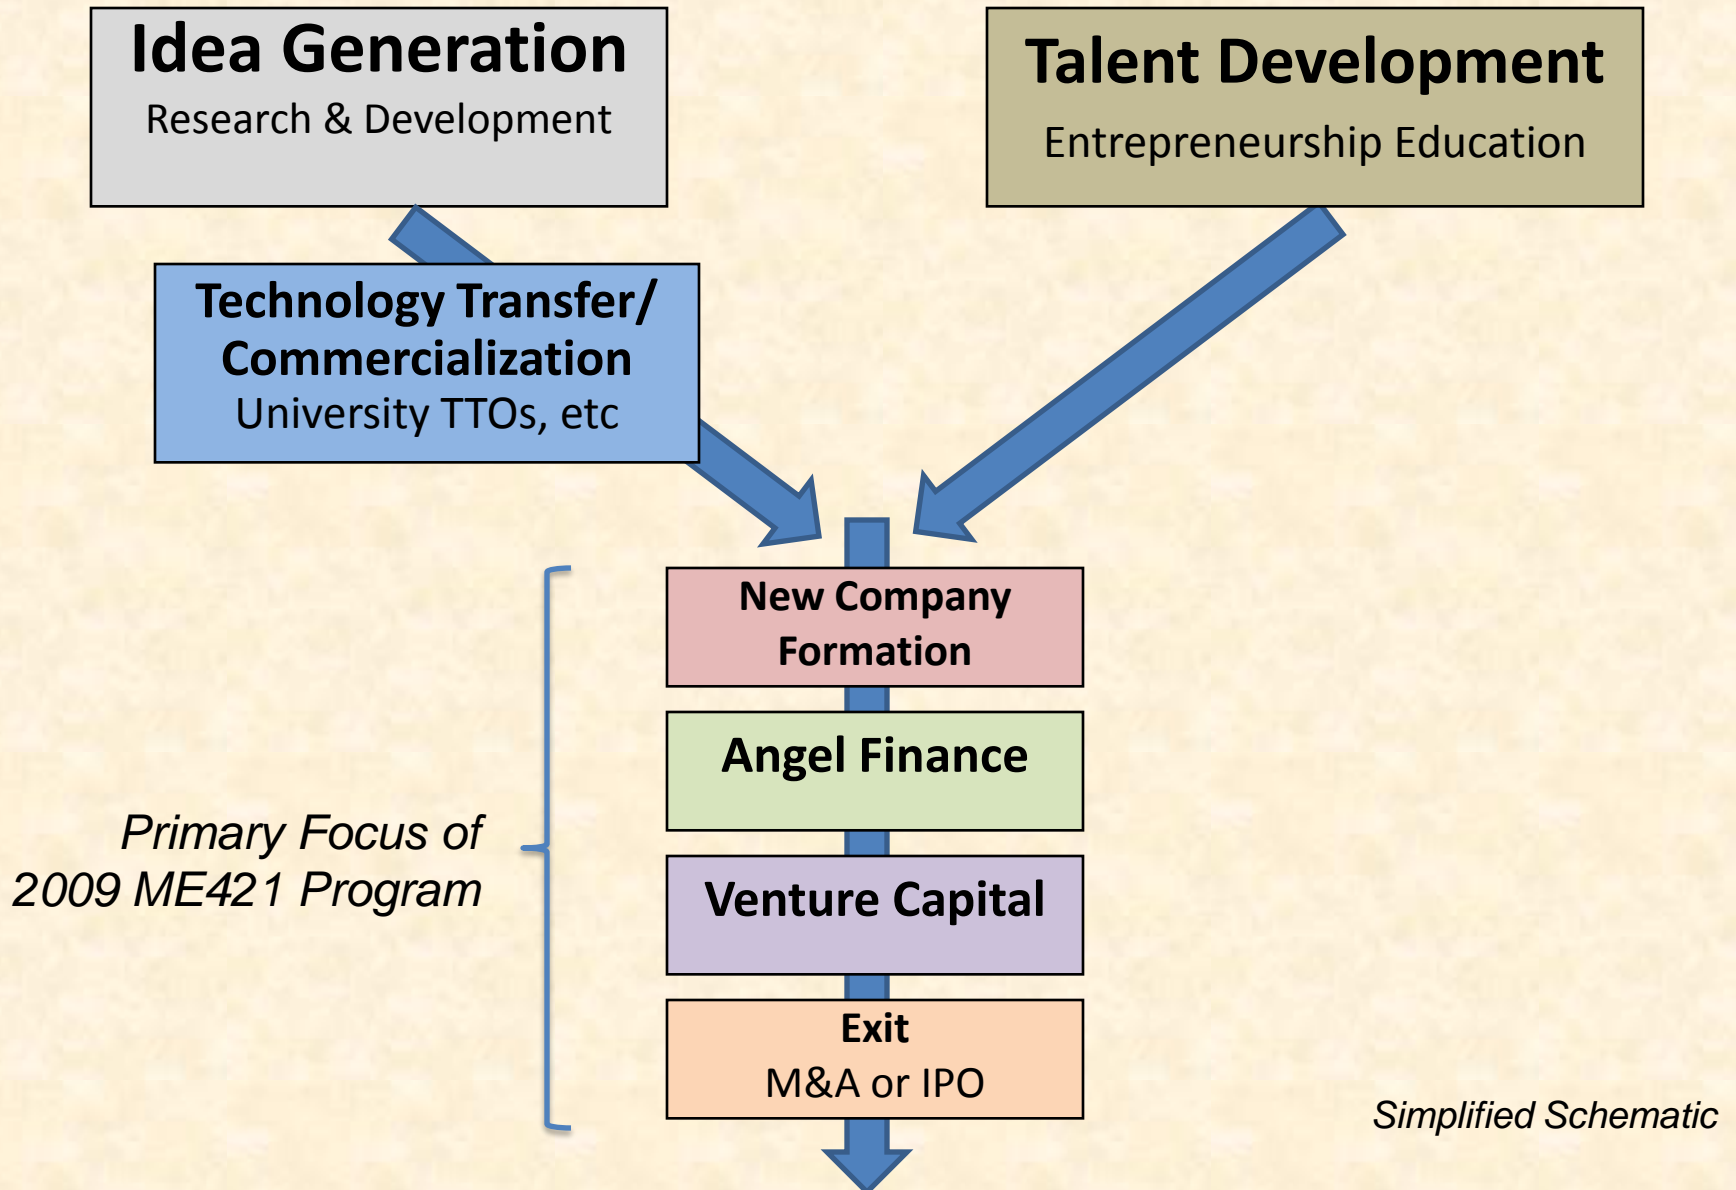 Idea Generation
Research & Development
Talent Development
Entrepreneurship Education
Technology Transfer/
Commercialization
University TTOs, etc
New Company
Formation
Angel Finance
Primary Focus of
2009 ME421 Program
Venture Capital
Exit
M&A or IPO
Simplified Schematic